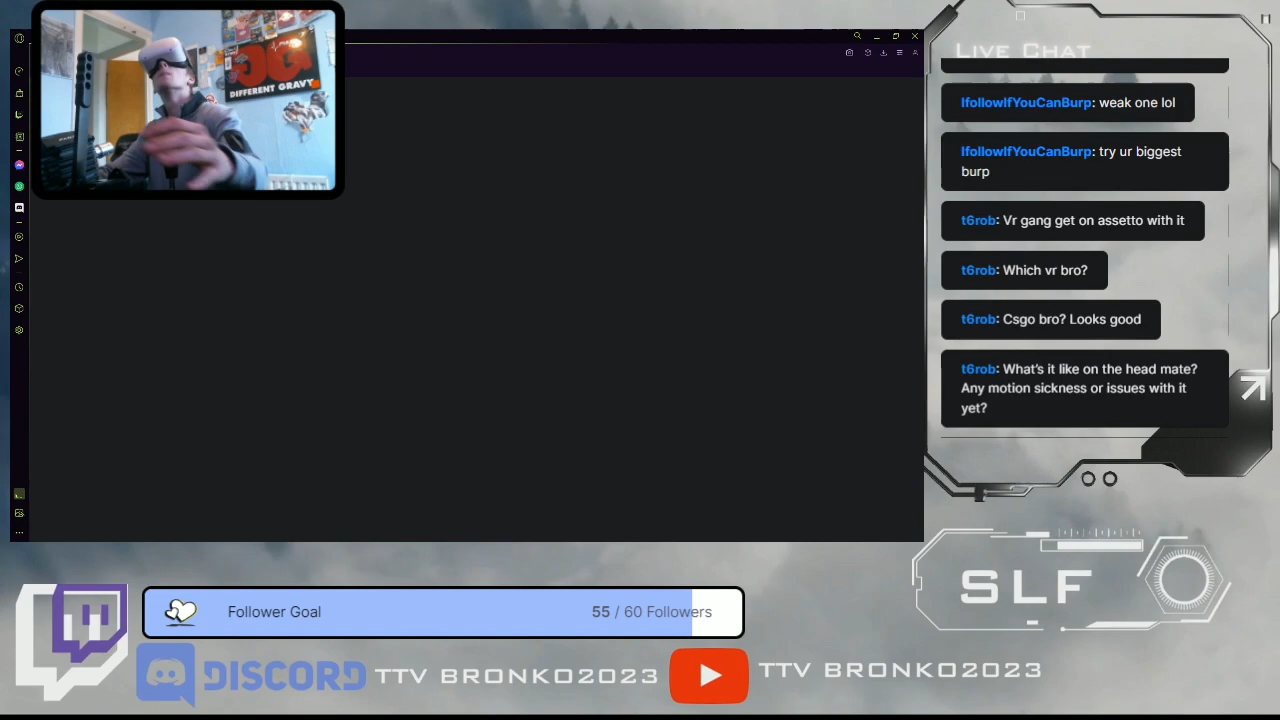 3G
DIFFERENT GRAVY
LIVE CHAT
IfollowIfYouCanBurp: weak one lol
IfollowIfYouCanBurp: try ur biggest
burp
t6rob: Vr gang get on assetto with it
t6rob: Which vr bro?
t6rob: Csgo bro? Looks good
t6rob: What's it like on the head mate?
Any motion sickness or issues with it
yet?
SLF
Follower Goal
55 / 60 Followers
DISCORD
TTV BRONKO2023
TTV BRONKO2023